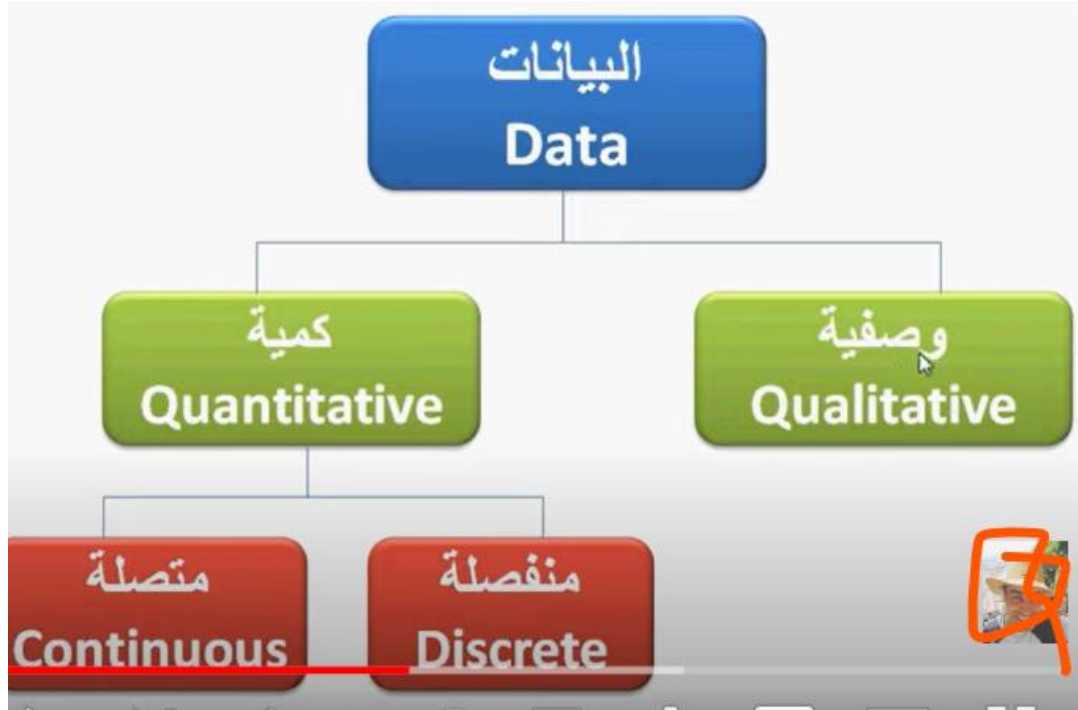 البيانات
Data
كمية
Quantitative
وصفية
Qualitative
متصلة
Continuous
منفصلة
Discrete